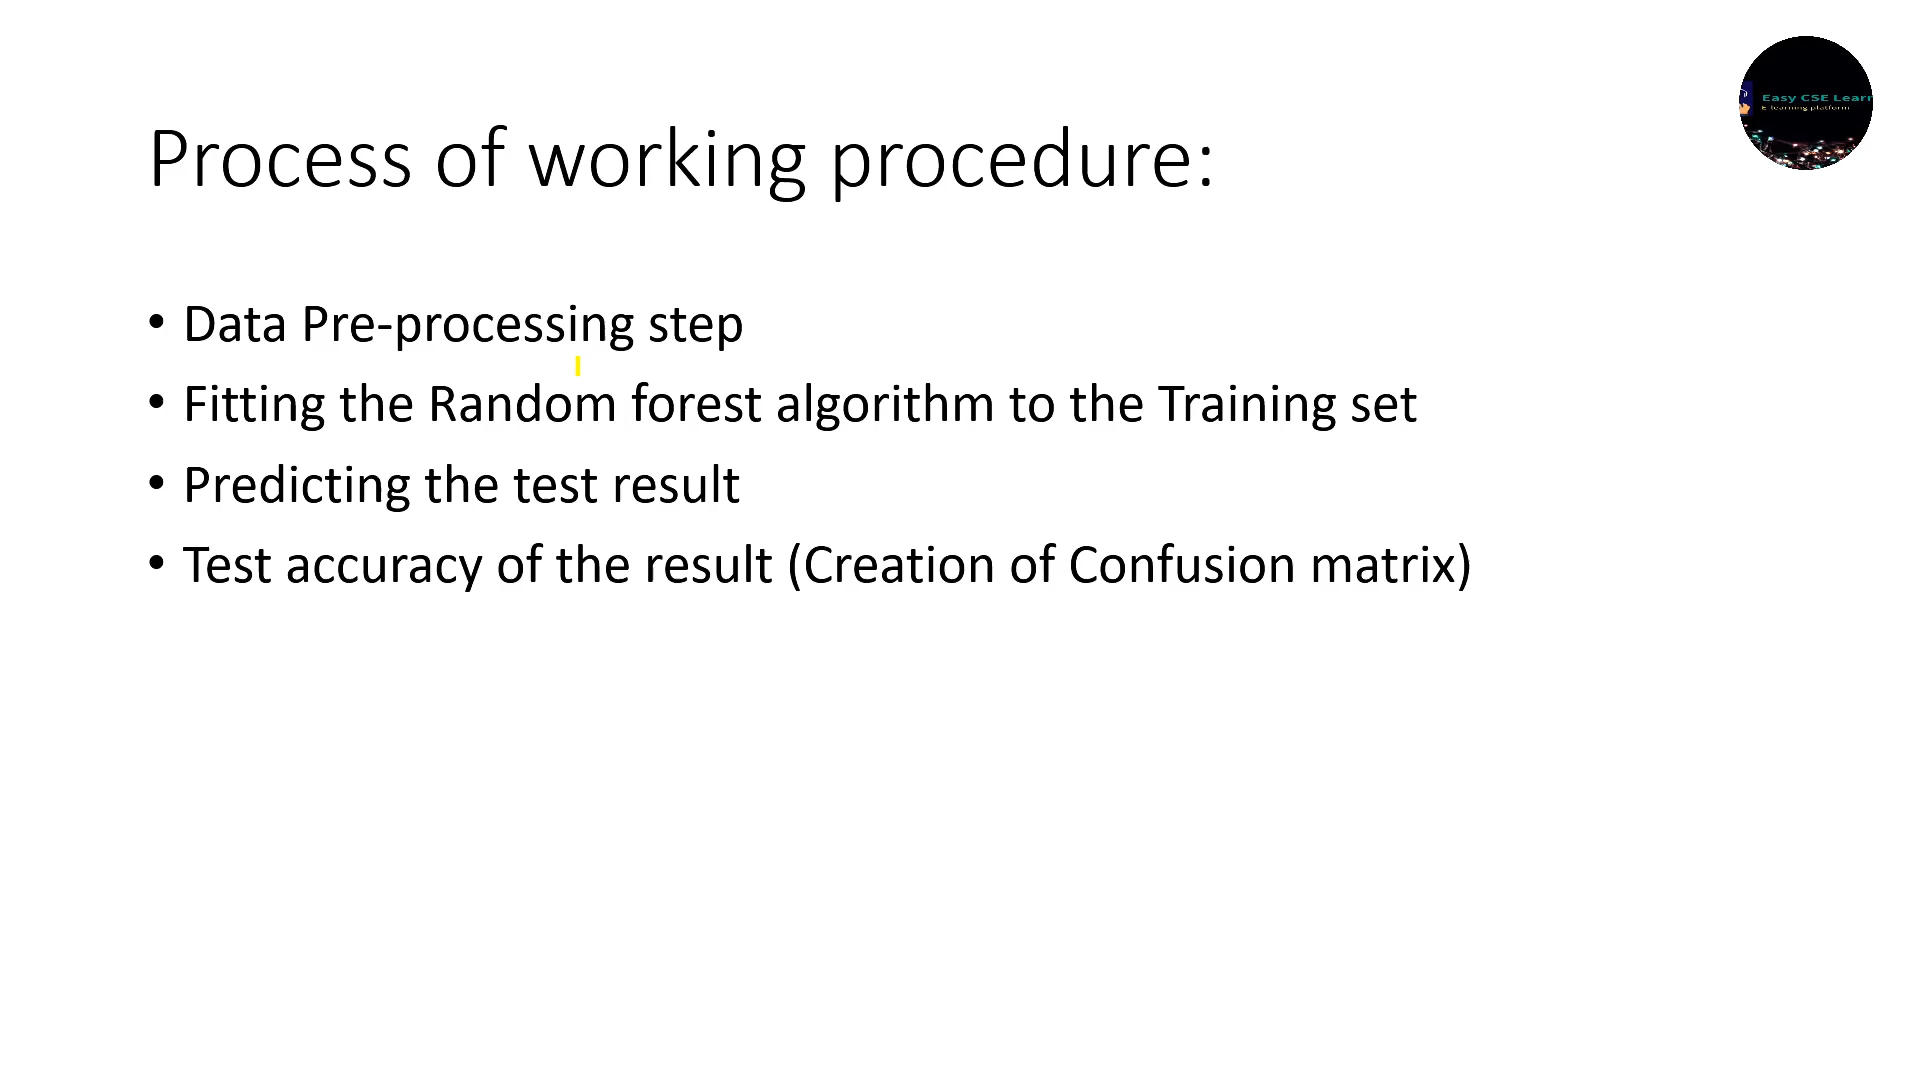 Easy CSE Learn
E-learning platform
Process of working procedure:
• Data Pre-processing step
• Fitting the Random forest algorithm to the Training set
• Predicting the test result
• Test accuracy of the result (Creation of Confusion matrix)